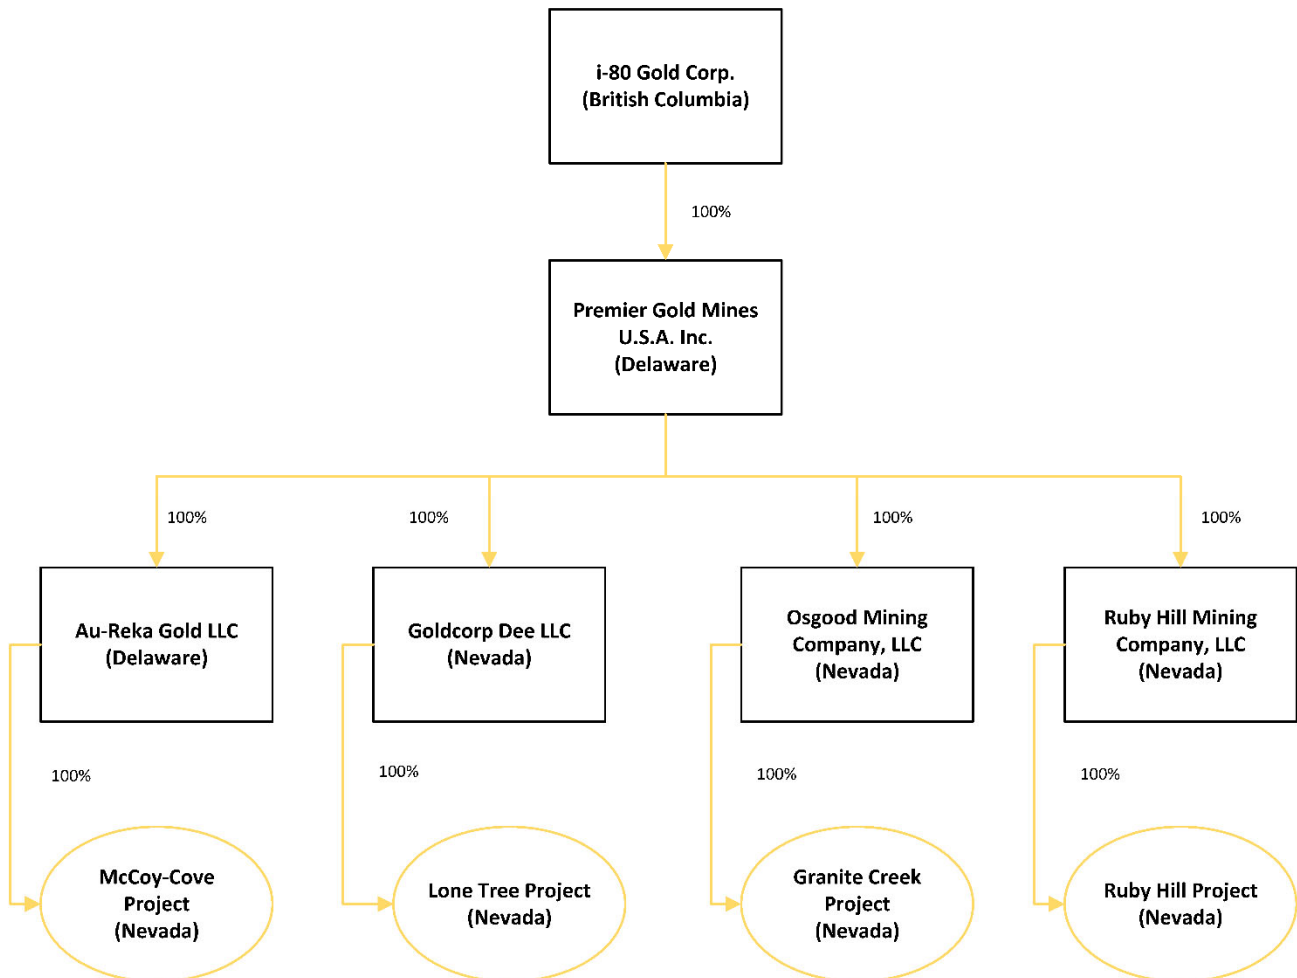 i-80 Gold Corp.
(British Columbia)
100%
Premier Gold Mines
U.S.A. Inc.
(Delaware)
100%
100%
100%
100%
Au-Reka Gold LLC
(Delaware)
Goldcorp Dee LLC
(Nevada)
Osgood Mining
Company, LLC
(Nevada)
Ruby Hill Mining
Company, LLC
(Nevada)
100%
100%
100%
100%
McCoy-Cove
Project
(Nevada)
Lone Tree Project
(Nevada)
Granite Creek
Project
(Nevada)
Ruby Hill Project
(Nevada)